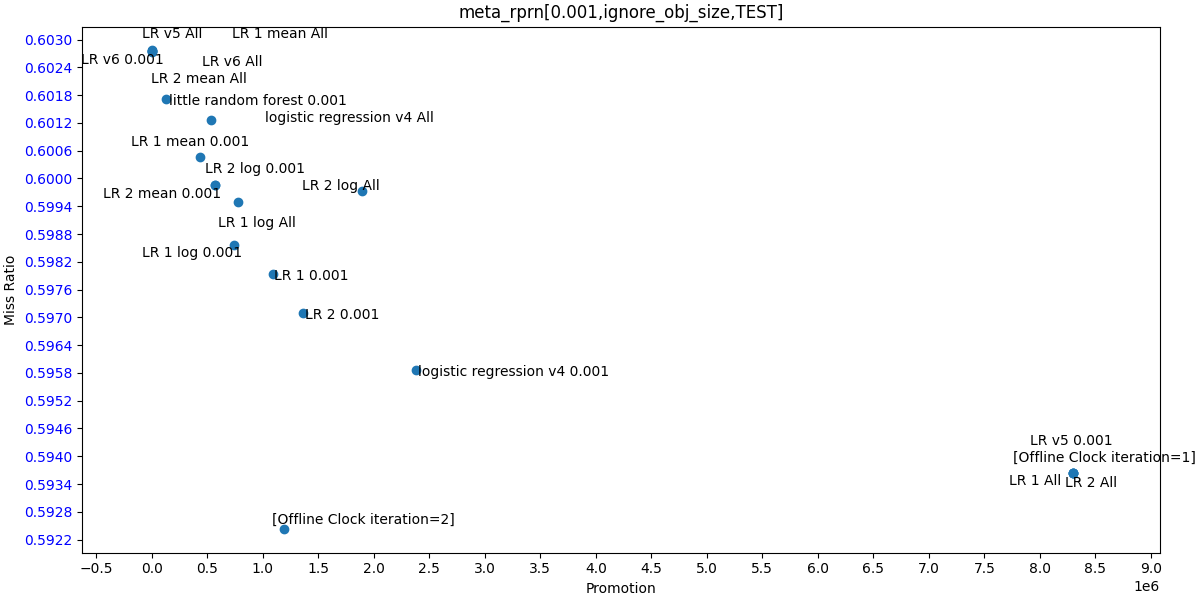 meta_rprn[0.001,ignore_obj_size,TEST]
Miss Ratio
0.6030
0.6024
0.6018
0.6012
0.6006
0.6000
0.5994
0.5988
0.5982
0.5976
0.5970
0.5964
0.5958
0.5952
0.5946
0.5940
0.5934
0.5928
0.5922
LR v5 All
LR 1 mean All
LR v6 0.001
LR v6 All
LR 2 mean All
little random forest 0.001
logistic regression v4 All
LR 1 mean 0.001
LR 2 log 0.001
LR 2 log All
LR 2 mean 0.001
LR 1 log All
LR 1 log 0.001
LR 1 0.001
LR 2 0.001
logistic regression v4 0.001
LR v5 0.001
[Offline Clock iteration=1]
LR 1 All
LR 2 All
[Offline Clock iteration=2]
−0.5 0.0 0.5 1.0 1.5 2.0 2.5 3.0 3.5 4.0 4.5 5.0 5.5 6.0 6.5 7.0 7.5 8.0 8.5 9.0
1e6
Promotion